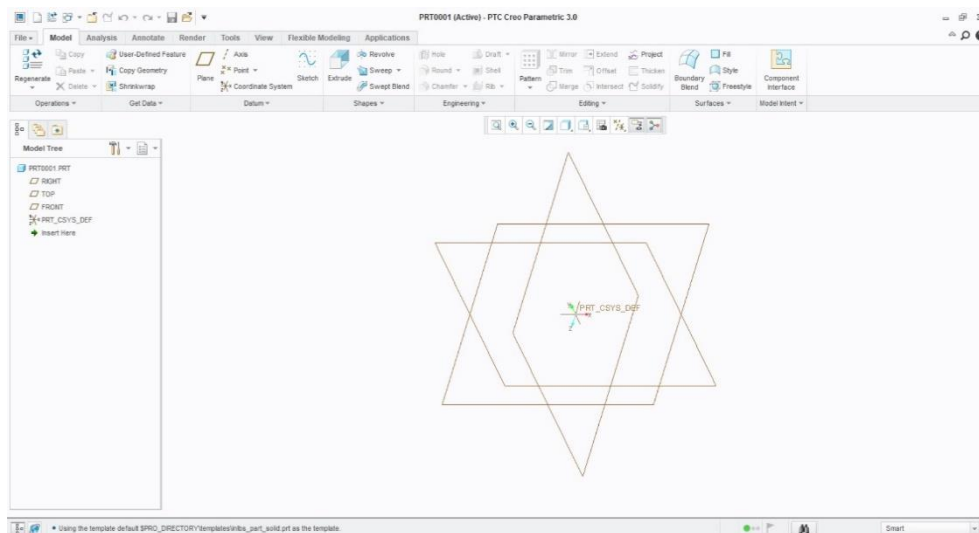 PRT0001 (Active) - PTC Creo Parametric 3.0
File Model Analysis Annotate Render Tools View Flexible Modeling Applications
Regenerate
Copy
Paste
Delete
User-Defined Feature
Copy Geometry
Shrinkwrap
Plane
Axis
Point
Coordinate System
Sketch
Extrude
Revolve
Sweep
Swept Blend
Hole
Round
Chamfer
Draft
Shell
Rib
Pattern
Mirror
Trim
Merge
Extend
Offset
Intersect
Project
Thicken
Solidify
Boundary
Blend
Fill
Style
Freestyle
Component
Interface
Operations Get Data Datum Shapes Engineering Editing Surfaces Model Intent
Model Tree
PRT0001.PRT
RIGHT
TOP
FRONT
PRT_CSYS_DEF
Insert Here
PRT_CSYS_DEF
X
Z
Using the template default $PRO_DIRECTORY\templates\inlbs_part_solid.prt as the template.
Smart